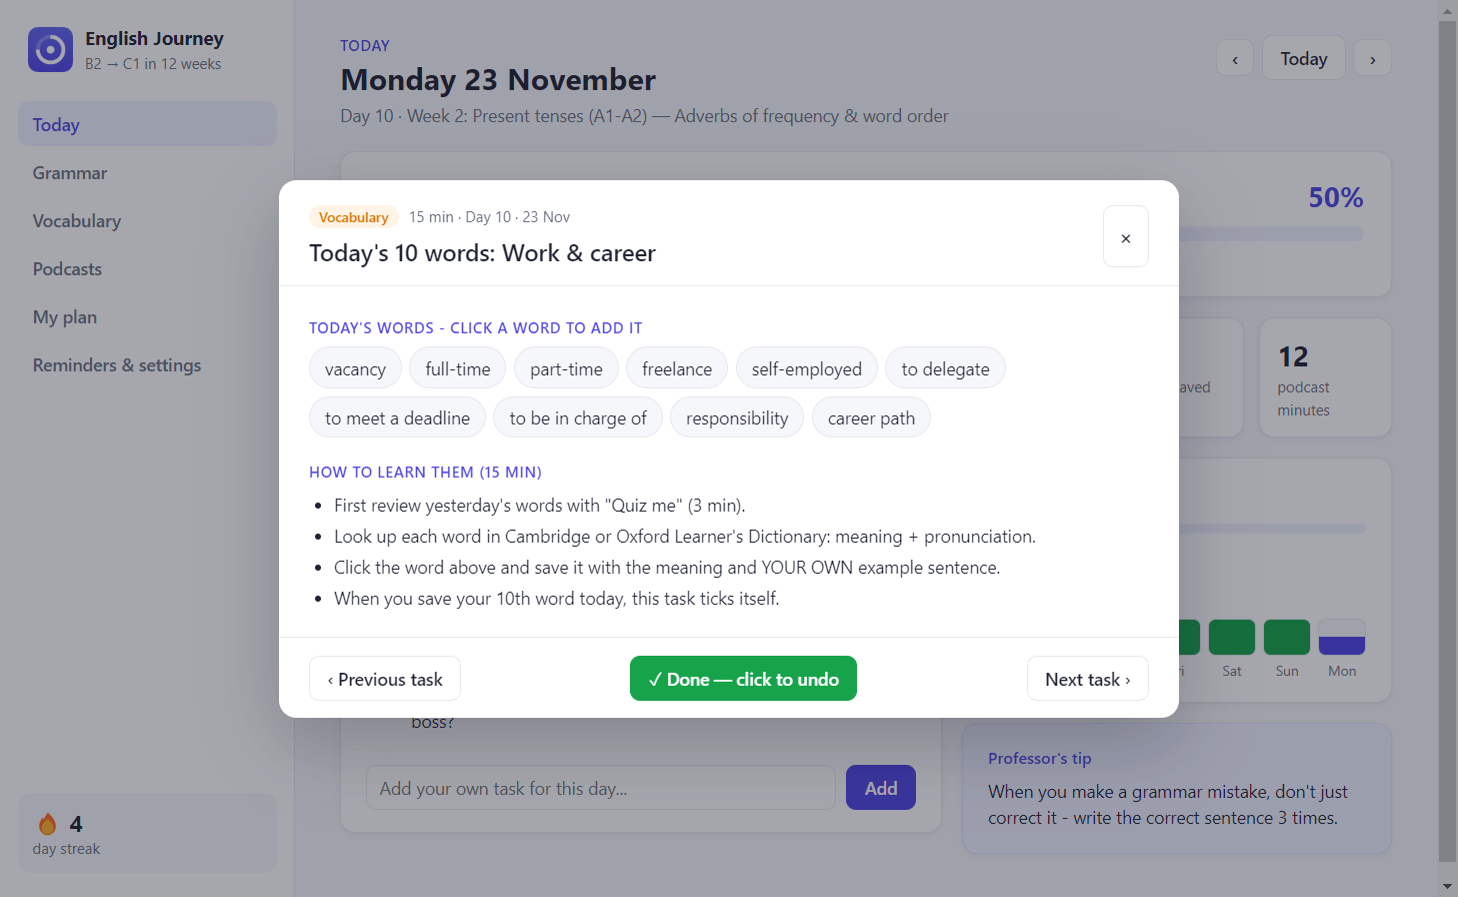 English Journey
B2 → C1 in 12 weeks
Today
Grammar
Vocabulary
Podcasts
My plan
Reminders & settings
4
day streak
TODAY
Monday 23 November
Day 10 · Week 2: Present tenses (A1-A2) — Adverbs of frequency & word order
‹
Today
›
50%
Vocabulary 15 min · Day 10 · 23 Nov
Today's 10 words: Work & career
×
TODAY'S WORDS - CLICK A WORD TO ADD IT
vacancy full-time part-time freelance self-employed to delegate
to meet a deadline to be in charge of responsibility career path
HOW TO LEARN THEM (15 MIN)
• First review yesterday's words with "Quiz me" (3 min).
• Look up each word in Cambridge or Oxford Learner's Dictionary: meaning + pronunciation.
• Click the word above and save it with the meaning and YOUR OWN example sentence.
• When you save your 10th word today, this task ticks itself.
‹ Previous task
✓ Done — click to undo
Next task ›
12
podcast
minutes
Sat Sun Mon
boss?
Add your own task for this day...
Add
Professor's tip
When you make a grammar mistake, don't just
correct it - write the correct sentence 3 times.